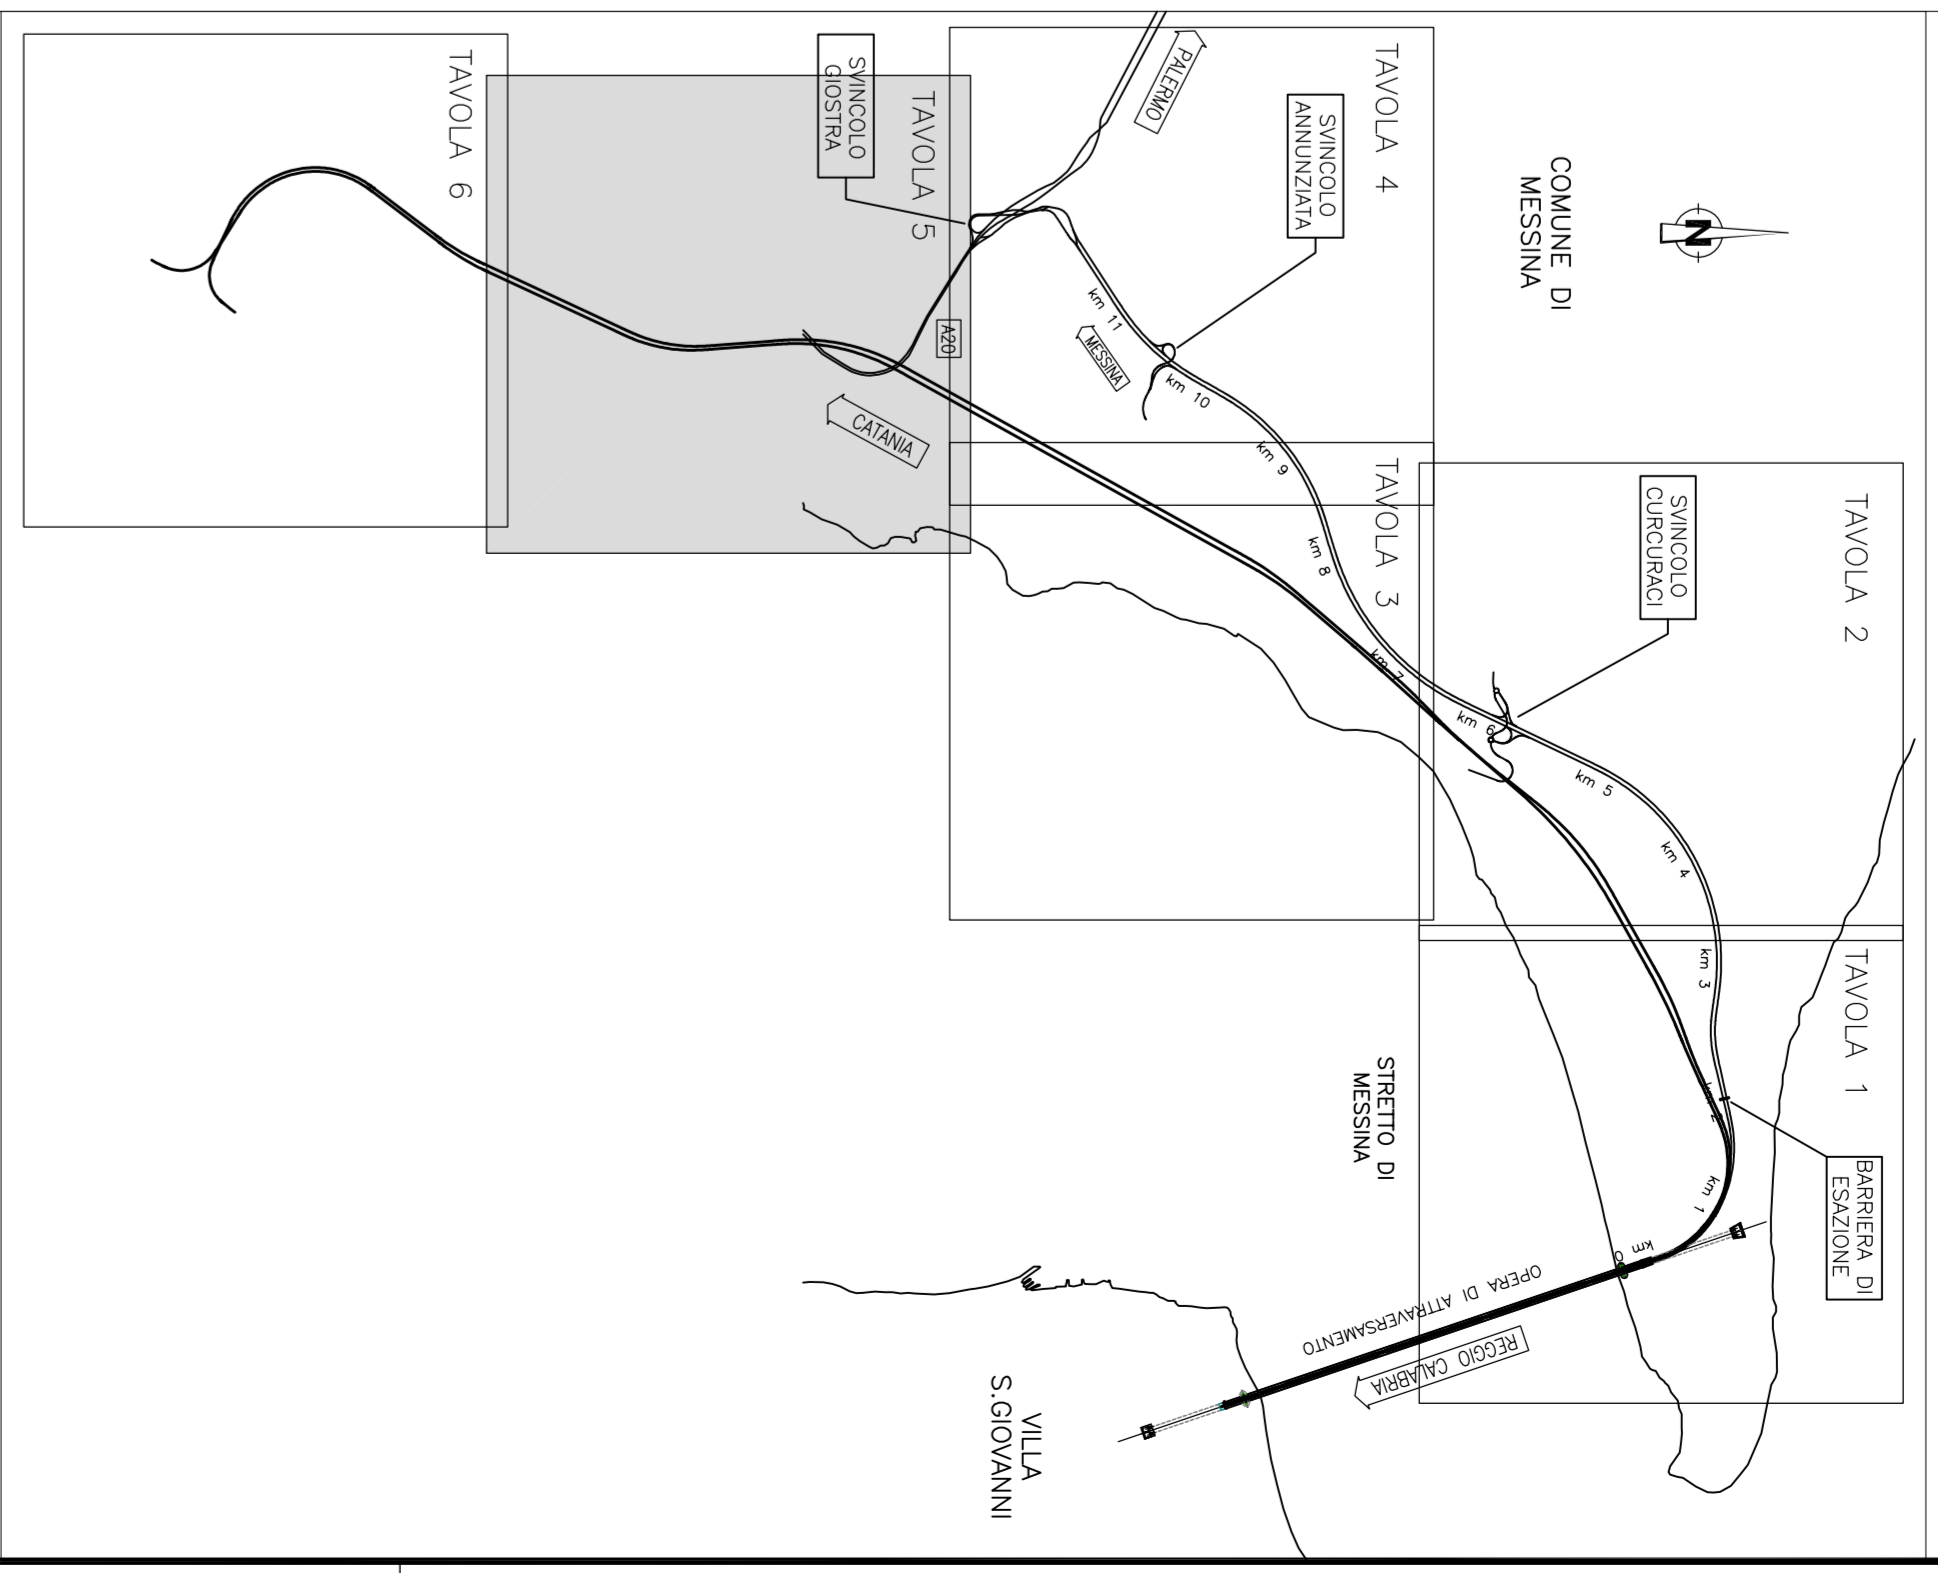 TAVOLA 6
SVINCOLO
GIOSTRA
TAVOLA 5
A20
CATANIA
PALERMO
TAVOLA 4
SVINCOLO
ANNUNZIATA
COMUNE DI
MESSINA
N
MESSINA
km 11
km 10
km 9
TAVOLA 3
km 8
km 7
SVINCOLO
CURCURACI
TAVOLA 2
km 6
km 5
km 4
km 3
TAVOLA 1
km 2
BARRIERA DI
ESAZIONE
km 1
km 0
STRETTO DI
MESSINA
OPERA DI ATTRAVERSAMENTO
REGGIO CALABRIA
VILLA
S.GIOVANNI